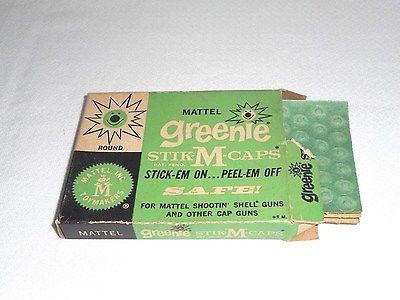 MATTEL
greenie®
STIK-M-CAPS
PAT. PEND.
STICK-EM ON...PEEL-EM OFF
SAFE!
FOR MATTEL SHOOTIN' SHELL GUNS
AND OTHER CAP GUNS
ROUND
MATTEL, INC.
M
TOYMAKERS
®
MATTEL greenie STIK-M-CAPS
greenie S